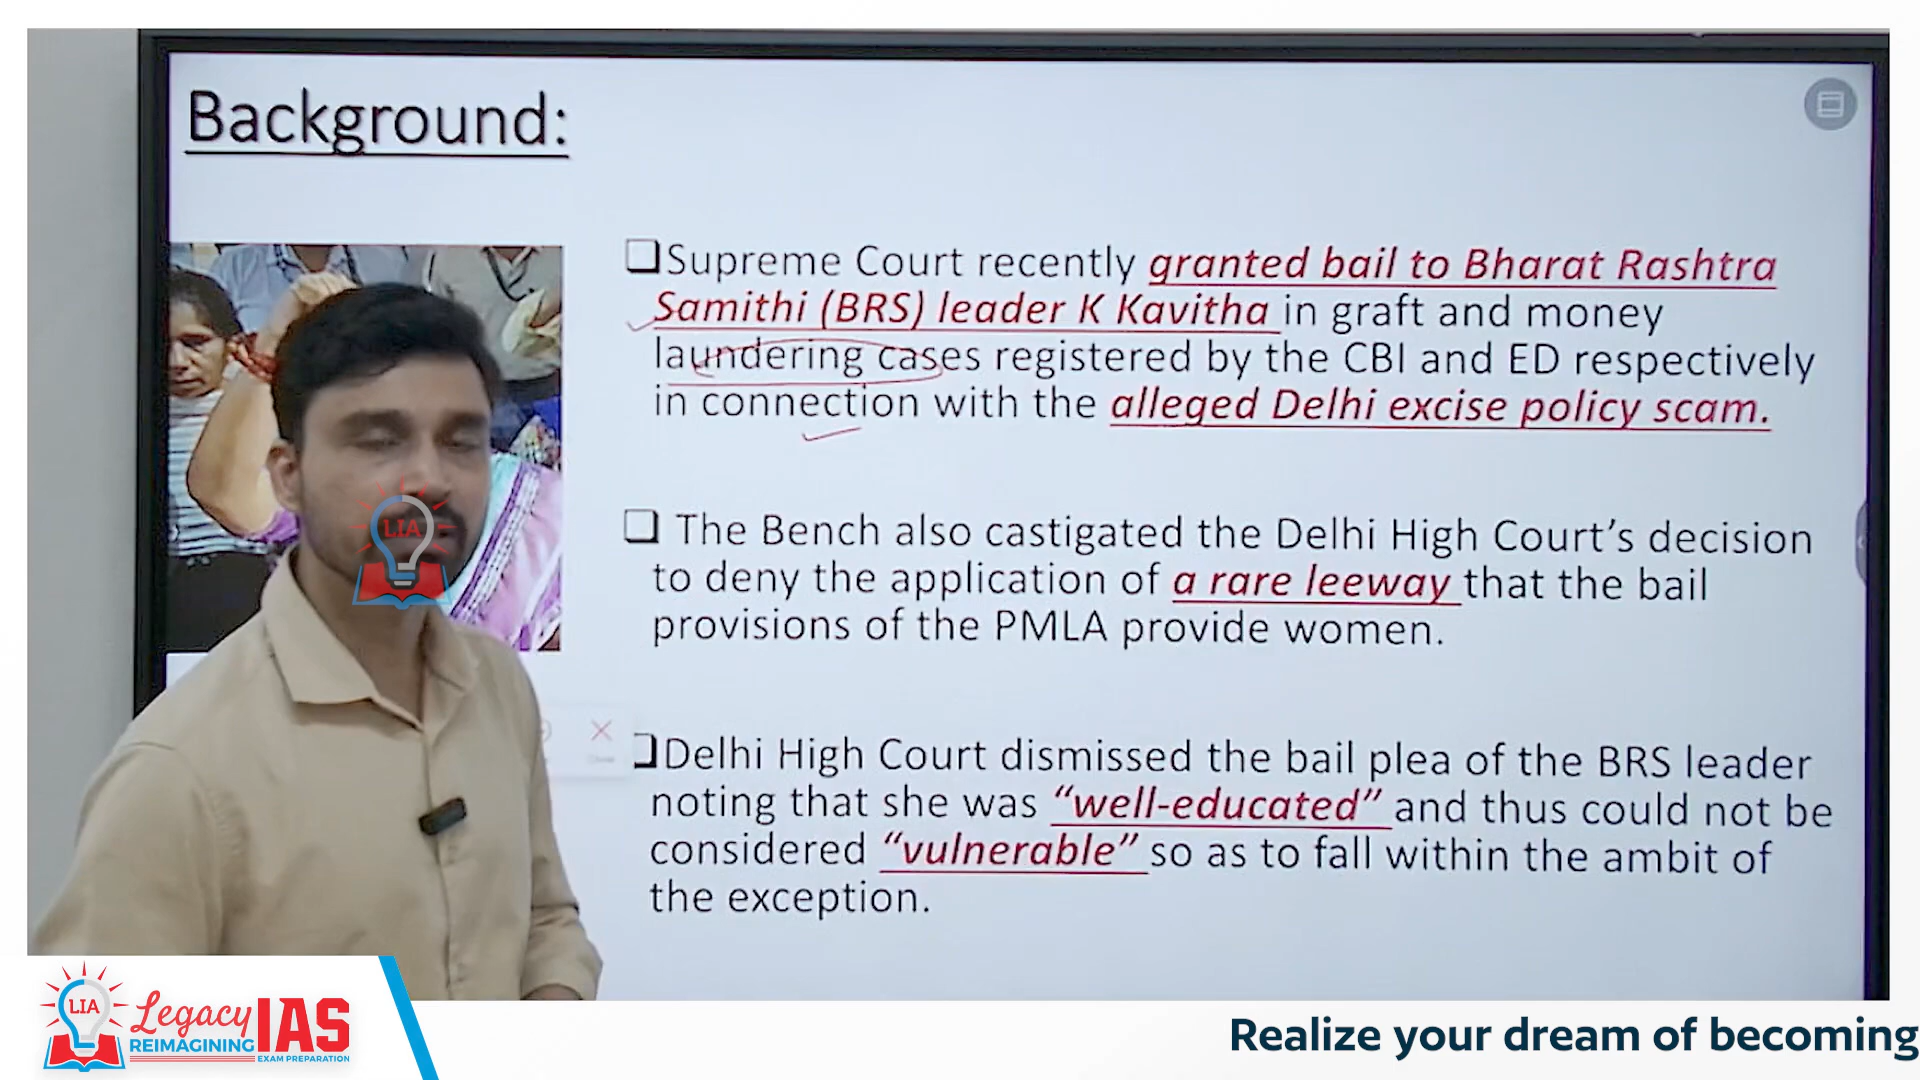 Background:
❑Supreme Court recently granted bail to Bharat Rashtra
Samithi (BRS) leader K Kavitha in graft and money
laundering cases registered by the CBI and ED respectively
in connection with the alleged Delhi excise policy scam.
❑ The Bench also castigated the Delhi High Court’s decision
to deny the application of a rare leeway that the bail
provisions of the PMLA provide women.
❑Delhi High Court dismissed the bail plea of the BRS leader
noting that she was “well-educated” and thus could not be
considered “vulnerable” so as to fall within the ambit of
the exception.
LIA
LIA
Legacy IAS
REIMAGINING
EXAM PREPARATION
Realize your dream of becoming